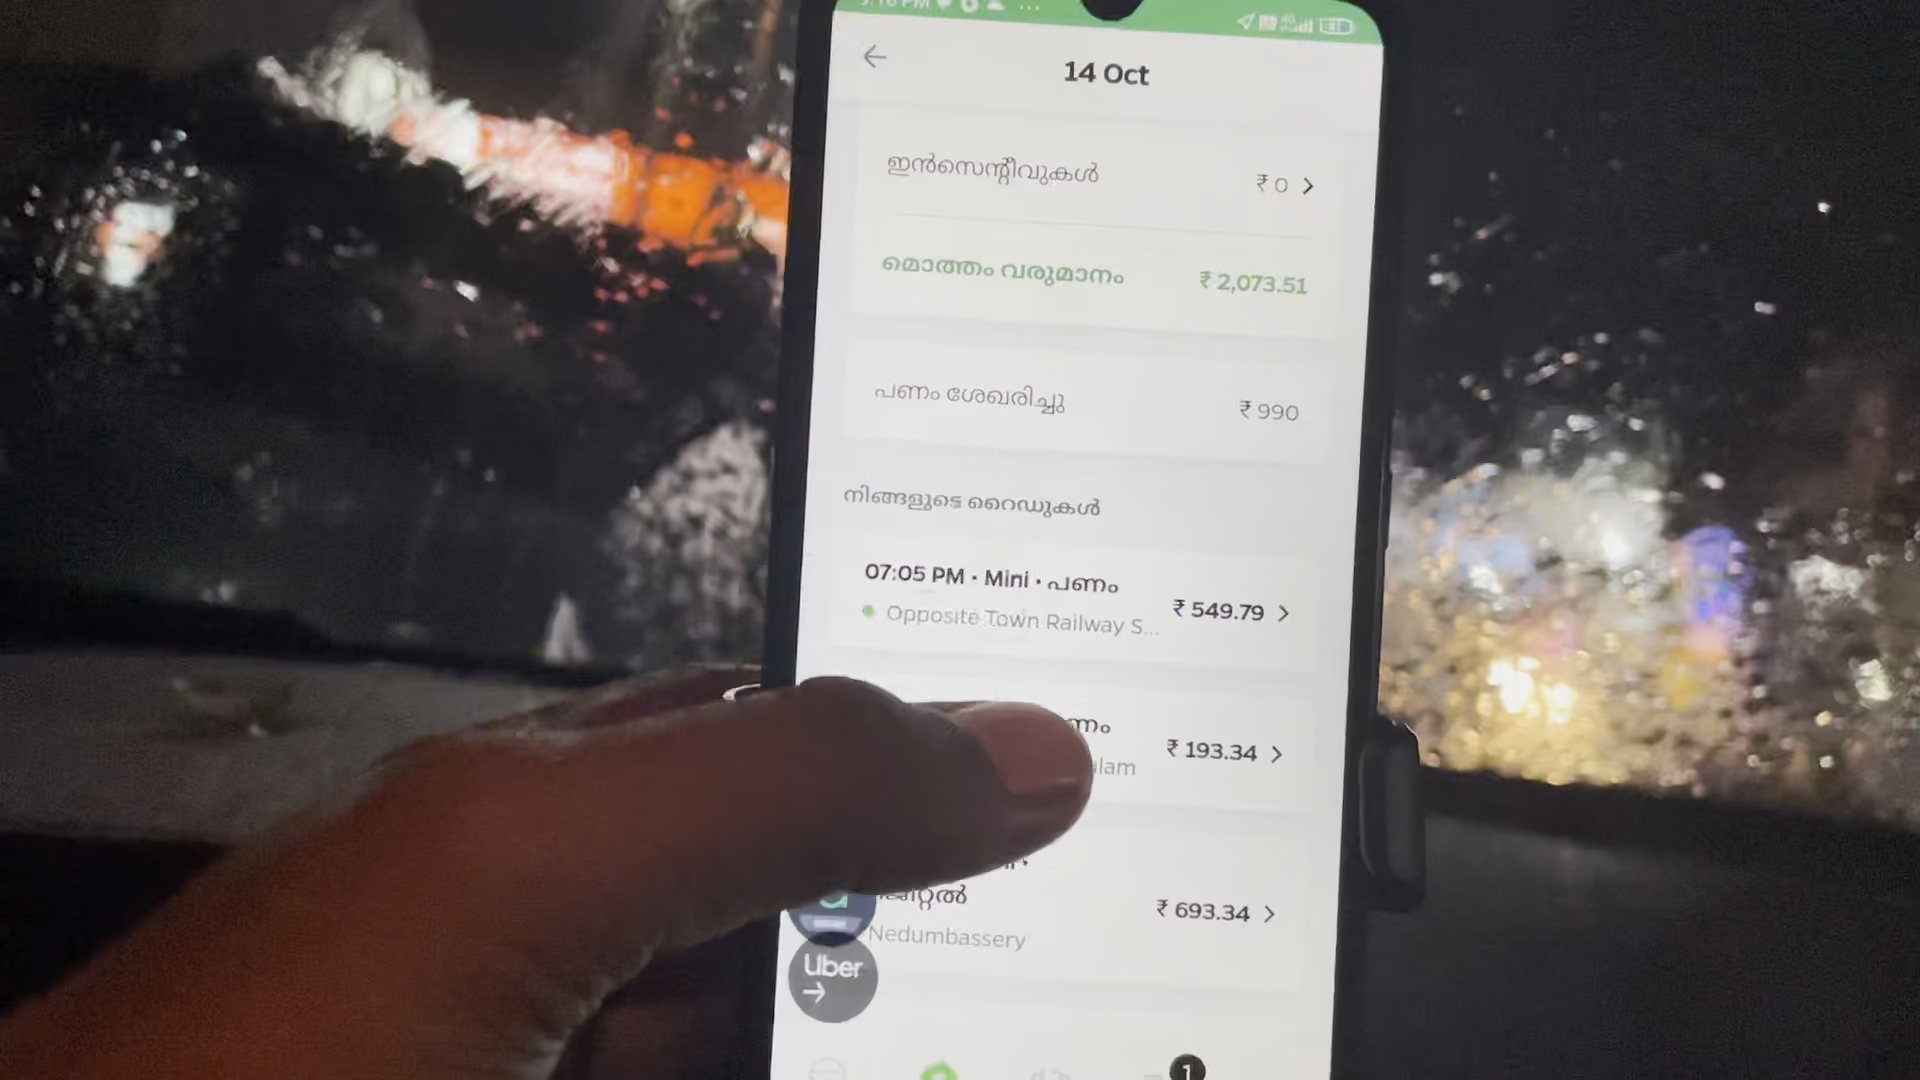 14 Oct
ഇൻസെന്റീവുകൾ ₹ 0
മൊത്തം വരുമാനം ₹ 2,073.51
പണം ശേഖരിച്ചു ₹ 990
നിങ്ങളുടെ റൈഡുകൾ
07:05 PM • Mini • പണം
₹ 549.79
Opposite Town Railway S...
₹ 193.34
₹ 693.34
Nedumbassery
Uber
1